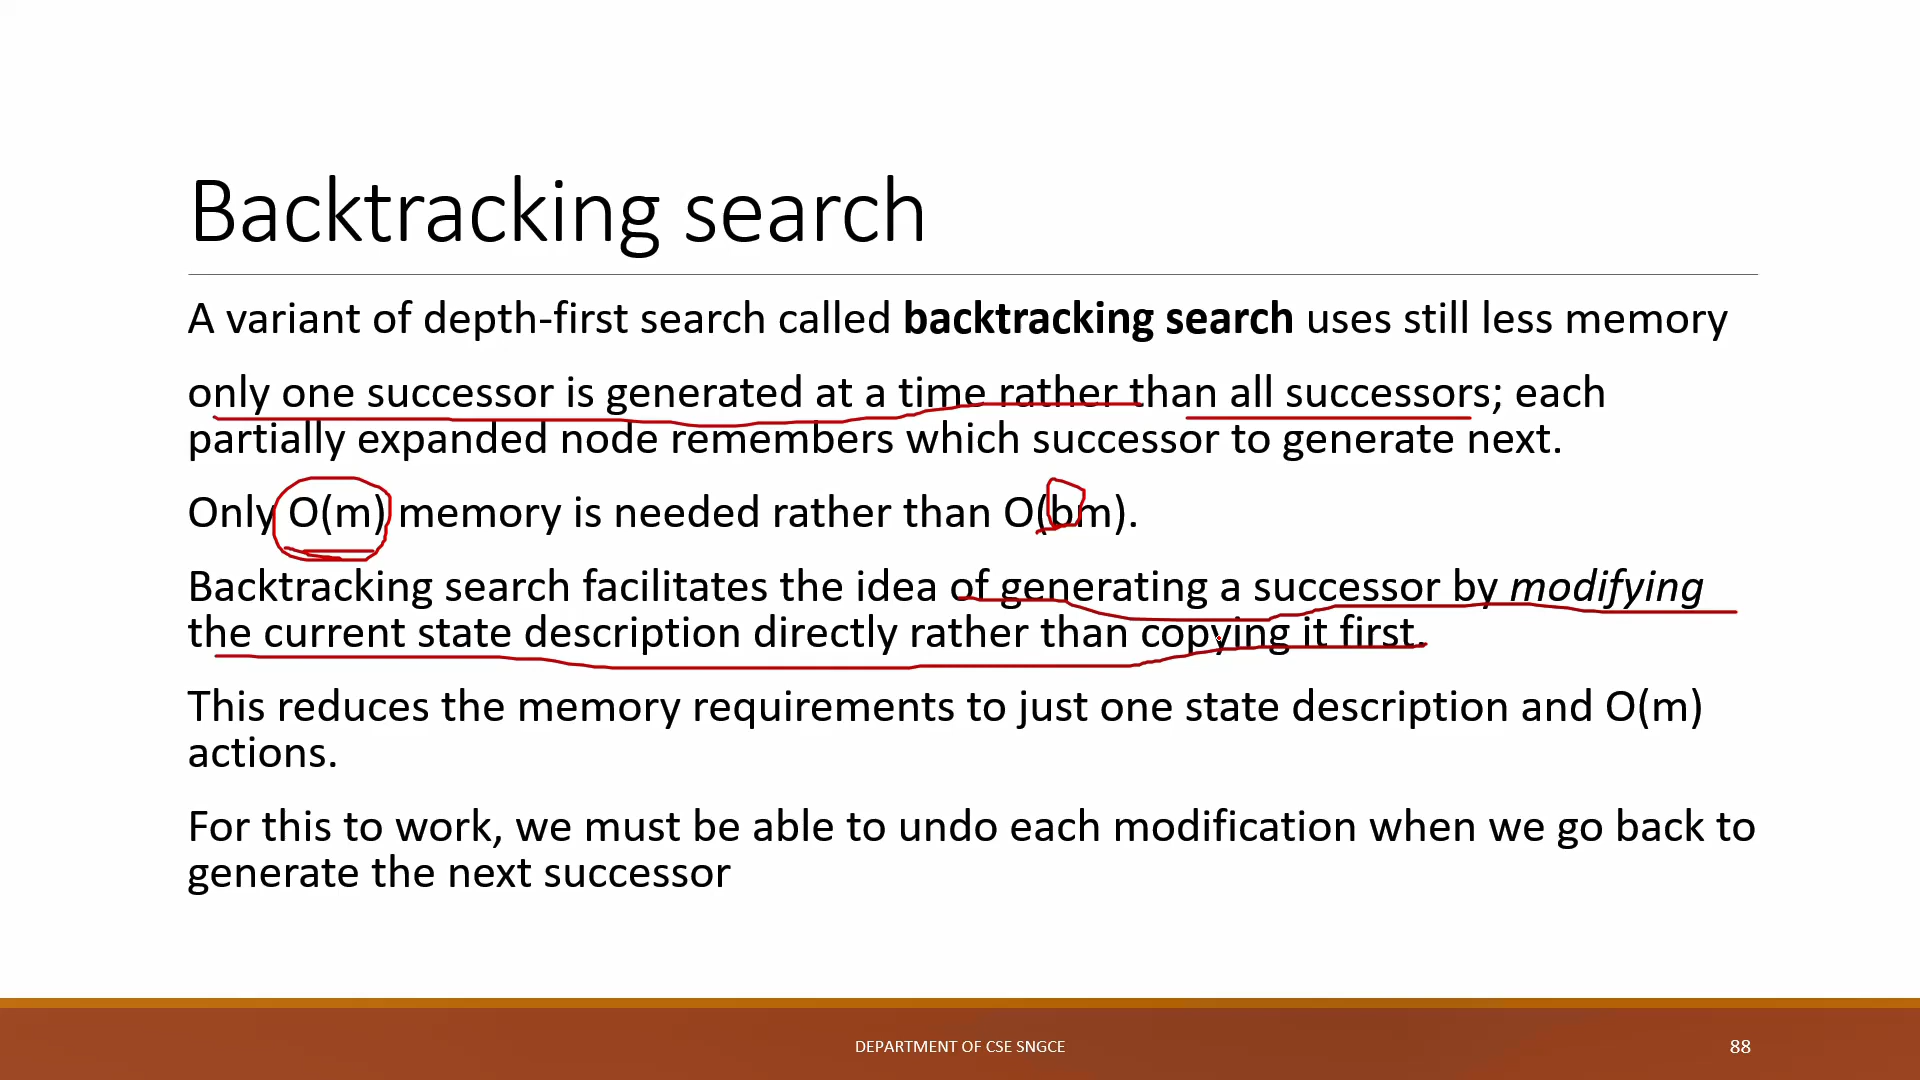 Backtracking search
A variant of depth-first search called backtracking search uses still less memory
only one successor is generated at a time rather than all successors; each
partially expanded node remembers which successor to generate next.
Only O(m) memory is needed rather than O(bm).
Backtracking search facilitates the idea of generating a successor by modifying
the current state description directly rather than copying it first.
This reduces the memory requirements to just one state description and O(m)
actions.
For this to work, we must be able to undo each modification when we go back to
generate the next successor
DEPARTMENT OF CSE SNGCE
88